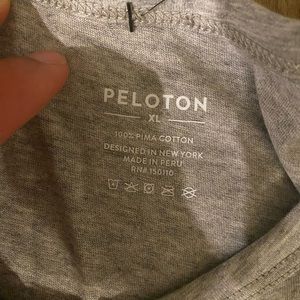 PELOTON
XL
100% PIMA COTTON
DESIGNED IN NEW YORK
MADE IN PERU
RN# 150110